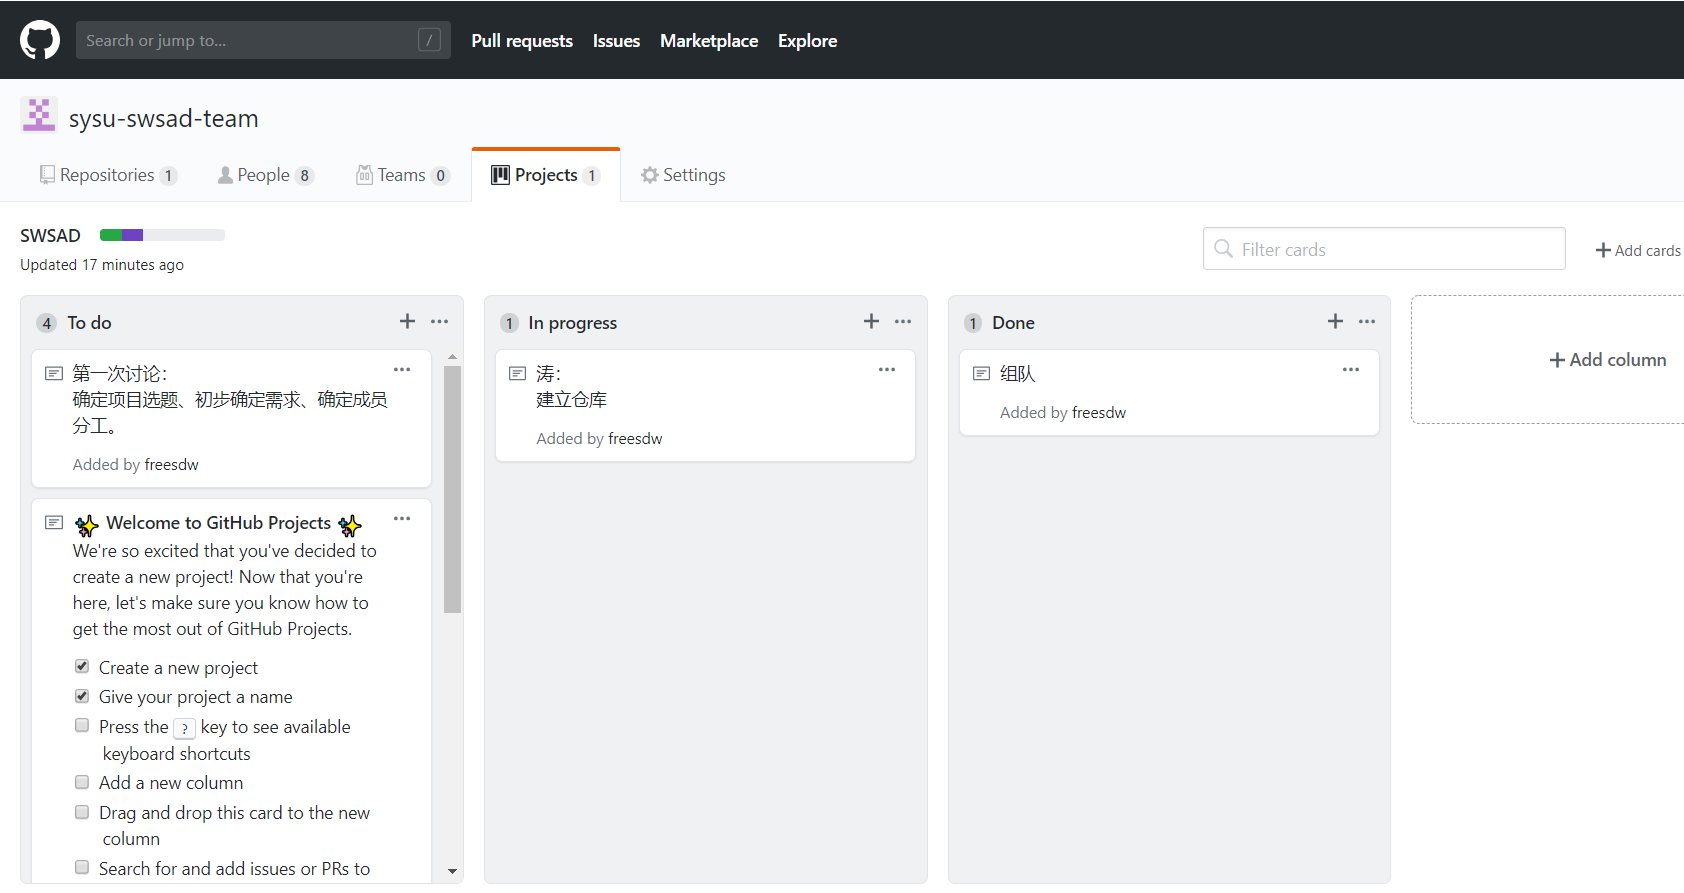 Search or jump to... /
Pull requests Issues Marketplace Explore
sysu-swsad-team
Repositories 1 People 8 Teams 0 Projects 1 Settings
SWSAD
Updated 17 minutes ago
Filter cards
Add cards
4 To do
第一次讨论：
确定项目选题、初步确定需求、确定成员
分工。
Added by freesdw
Welcome to GitHub Projects
We're so excited that you've decided to
create a new project! Now that you're
here, let's make sure you know how to
get the most out of GitHub Projects.
Create a new project
Give your project a name
Press the ? key to see available
keyboard shortcuts
Add a new column
Drag and drop this card to the new
column
Search for and add issues or PRs to
1 In progress
涛：
建立仓库
Added by freesdw
1 Done
组队
Added by freesdw
Add column